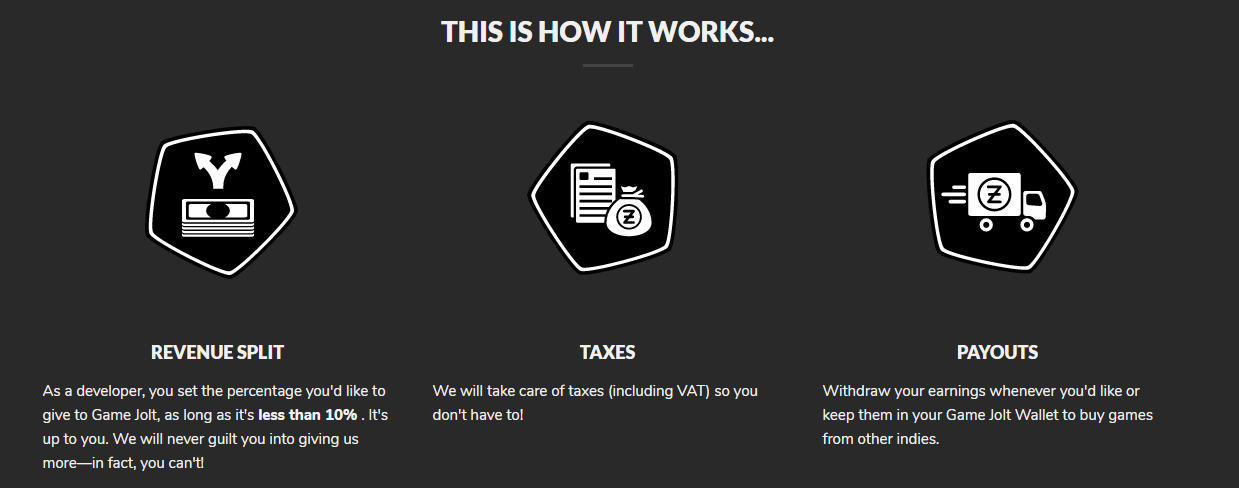 THIS IS HOW IT WORKS...
REVENUE SPLIT
As a developer, you set the percentage you'd like to
give to Game Jolt, as long as it's less than 10% . It's
up to you. We will never guilt you into giving us
more—in fact, you can't!
TAXES
We will take care of taxes (including VAT) so you
don't have to!
PAYOUTS
Withdraw your earnings whenever you'd like or
keep them in your Game Jolt Wallet to buy games
from other indies.